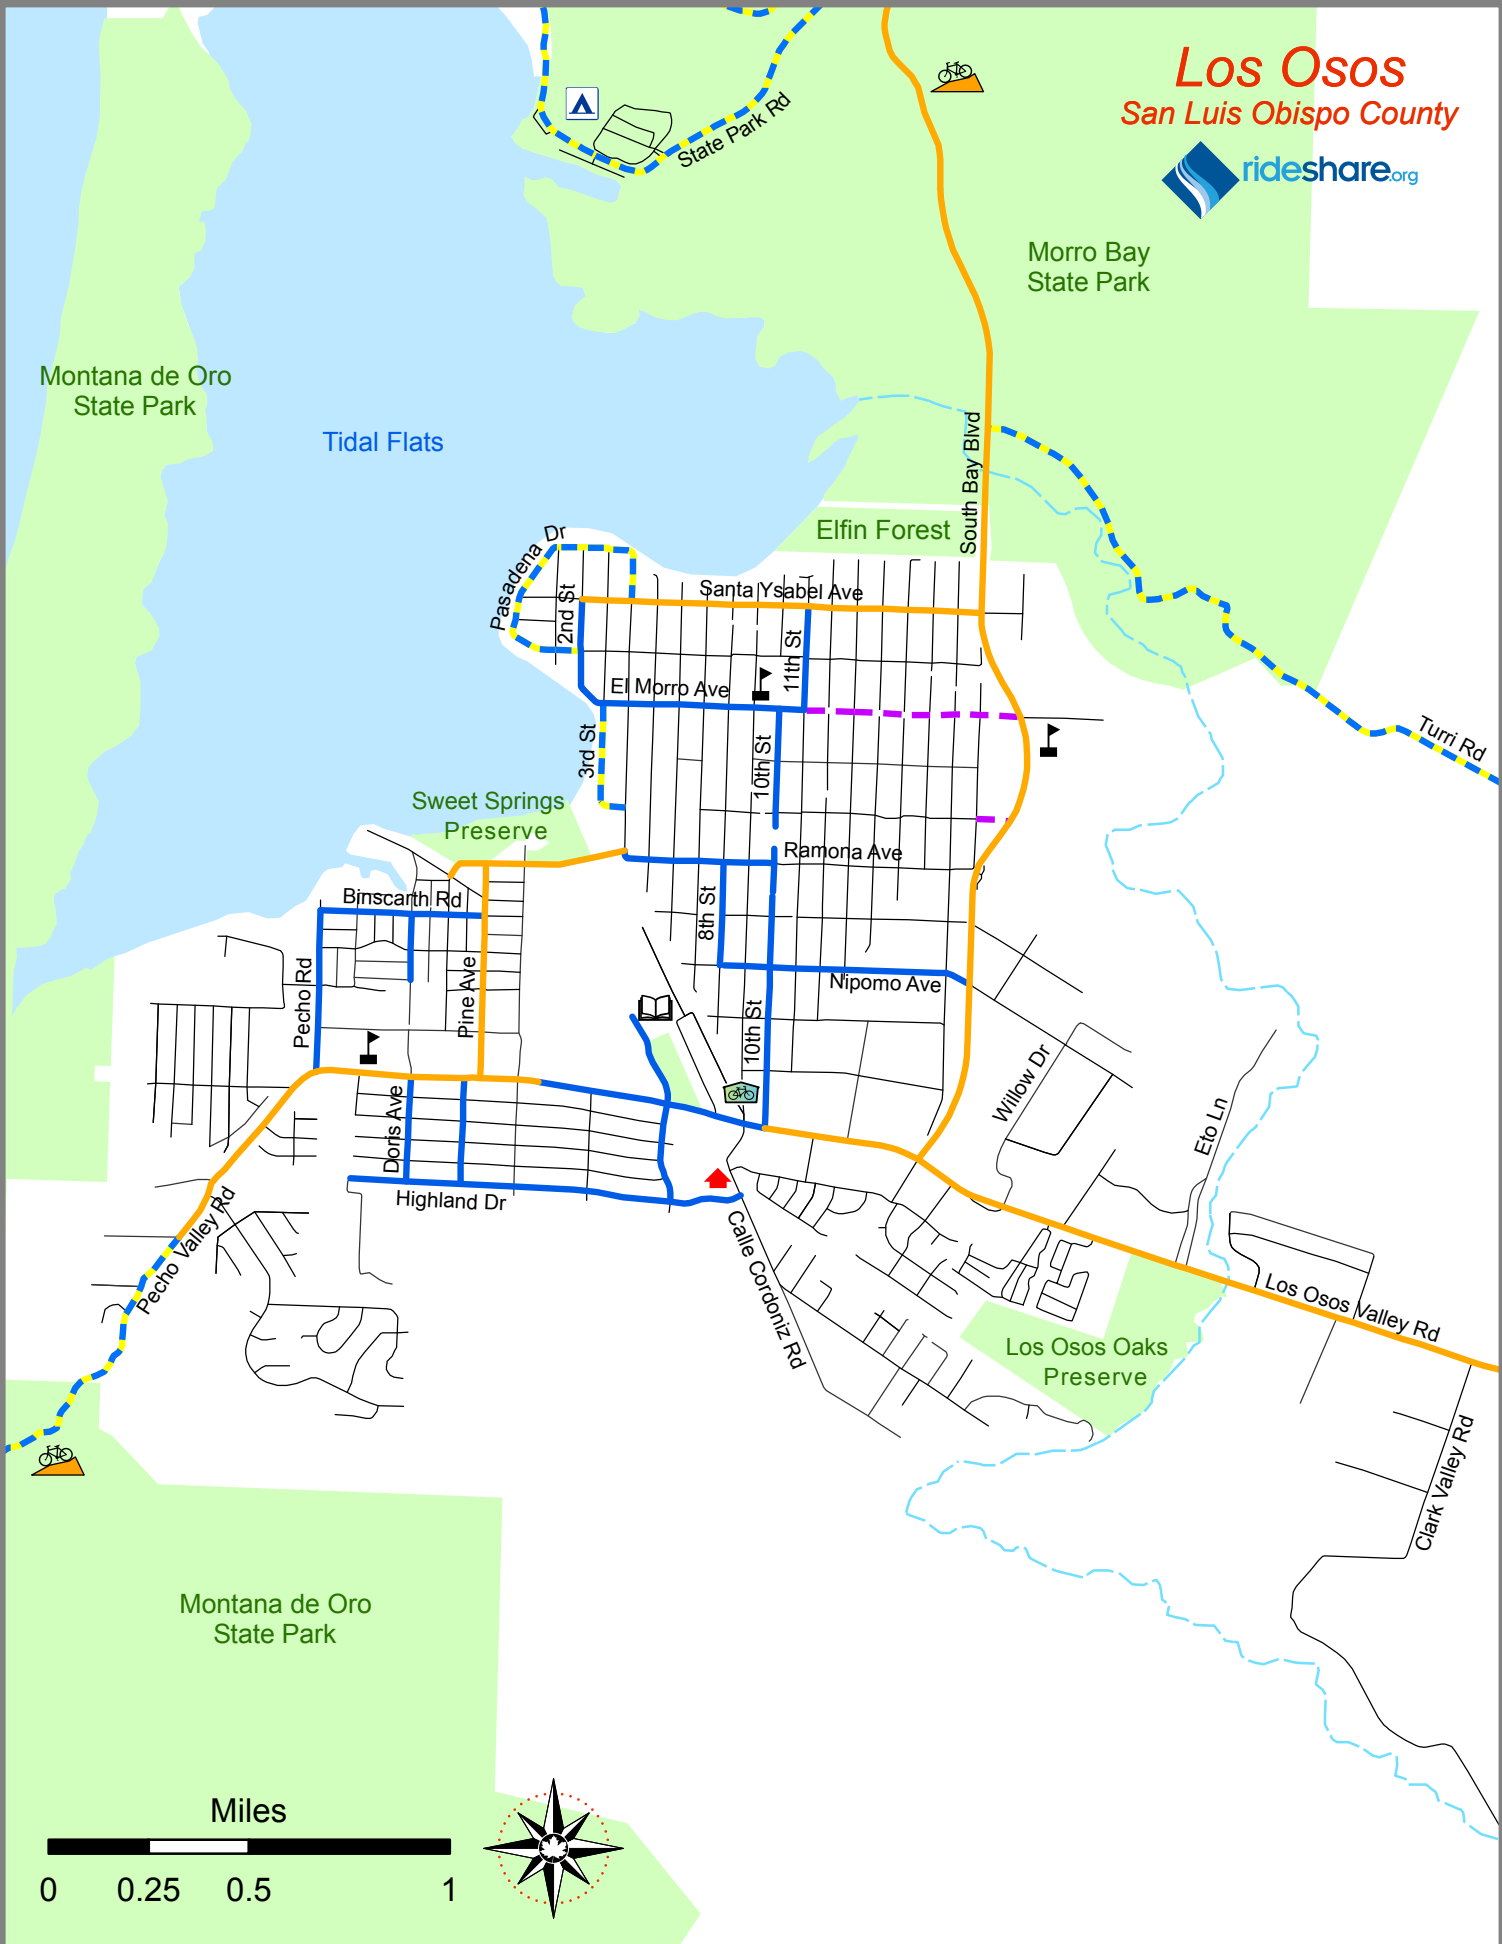 Los Osos
San Luis Obispo County
rideshare.org
State Park Rd
Morro Bay
State Park
Montana de Oro
State Park
Tidal Flats
South Bay Blvd
Elfin Forest
Pasadena Dr
Santa Ysabel Ave
2nd St
11th St
El Morro Ave
3rd St
10th St
Turri Rd
Sweet Springs
Preserve
Ramona Ave
Binscarth Rd
8th St
Nipomo Ave
Pecho Rd
Pine Ave
10th St
Willow Dr
Eto Ln
Doris Ave
Highland Dr
Pecho Valley Rd
Calle Cordoniz Rd
Los Osos Valley Rd
Los Osos Oaks
Preserve
Clark Valley Rd
Montana de Oro
State Park
Miles
0 0.25 0.5 1